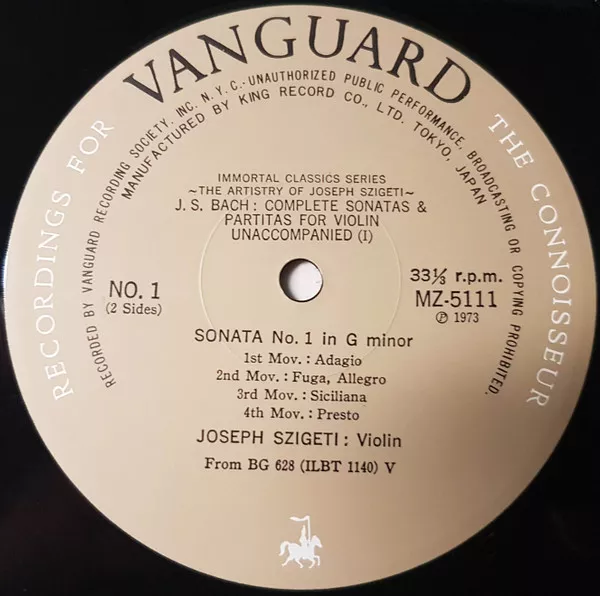 VANGUARD
RECORDINGS FOR THE CONNOISSEUR
RECORDED BY VANGUARD RECORDING SOCIETY, INC. N.Y.C.-UNAUTHORIZED PUBLIC PERFORMANCE, BROADCASTING OR COPYING PROHIBITED.
MANUFACTURED BY KING RECORD CO., LTD. TOKYO, JAPAN
IMMORTAL CLASSICS SERIES
~THE ARTISTRY OF JOSEPH SZIGETI~
J. S. BACH : COMPLETE SONATAS &
PARTITAS FOR VIOLIN
UNACCOMPANIED (I)
NO. 1
(2 Sides)
33⅓ r.p.m.
MZ-5111
Ⓟ 1973
SONATA No. 1 in G minor
1st Mov. : Adagio
2nd Mov. : Fuga, Allegro
3rd Mov. : Siciliana
4th Mov. : Presto
JOSEPH SZIGETI : Violin
From BG 628 (ILBT 1140) V